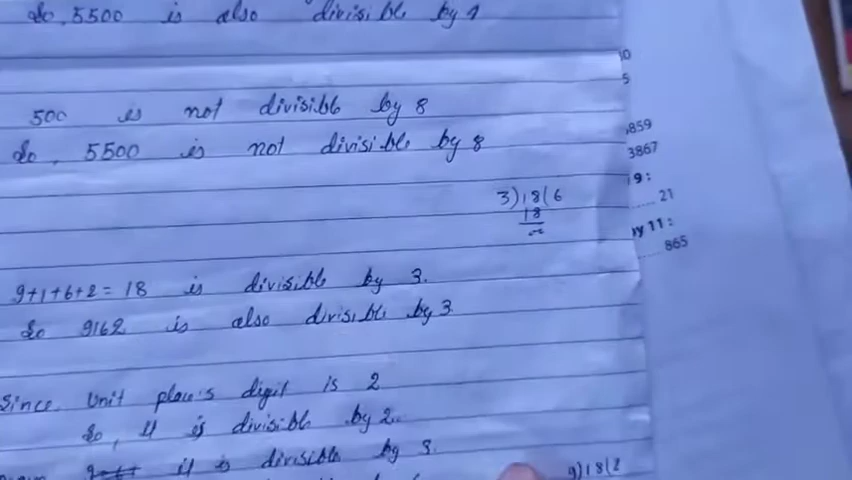 So, 5500 is also divisible by 4
500 is not divisible by 8
So, 5500 is not divisible by 8
3)18(6
18
9+1+6+2=18 is divisible by 3.
So 9162 is also divisible by 3
Since Unit place's digit is 2
So, it is divisible by 2.
it is divisible by 3.
9)18(2
0
5
859
3867
9:
21
by 11:
865